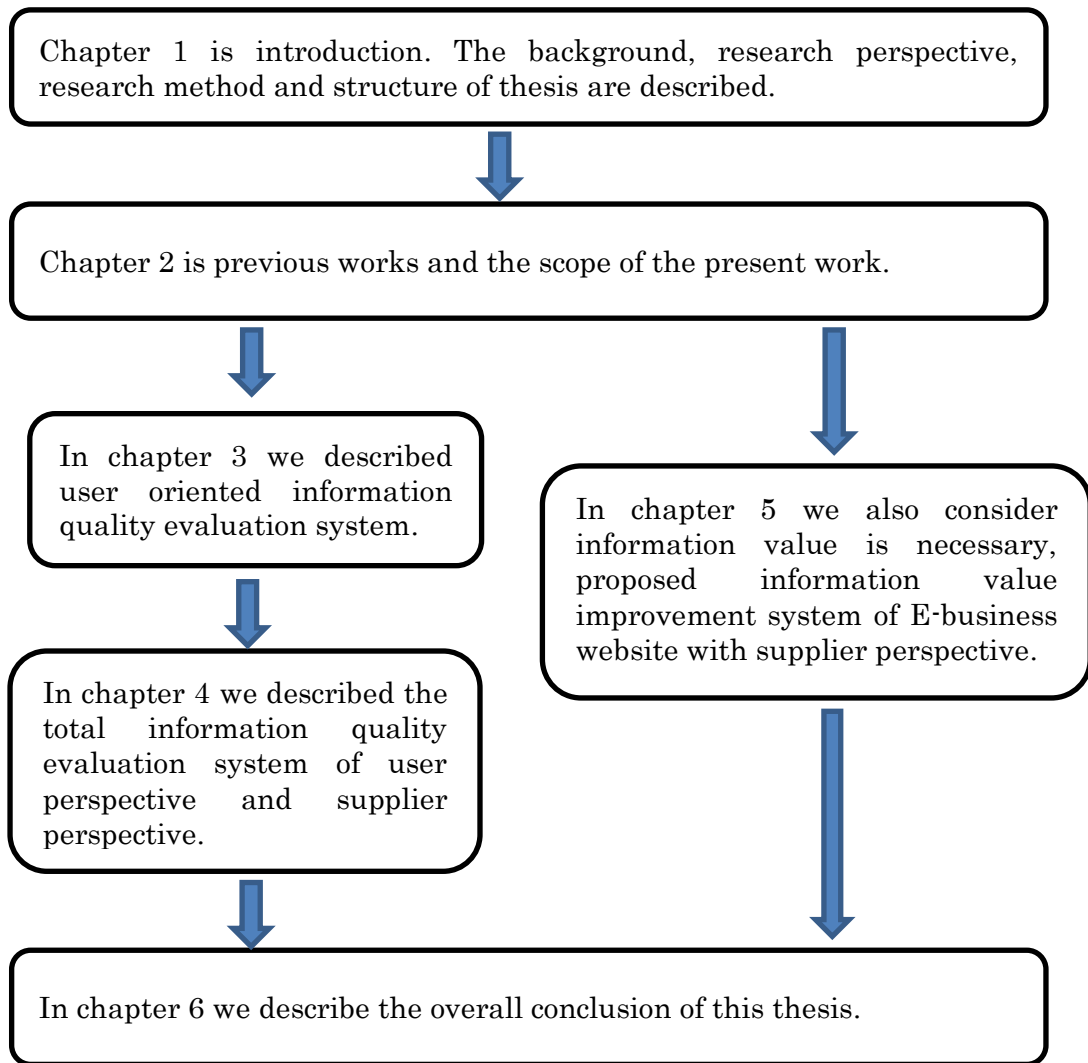 Chapter 1 is introduction. The background, research perspective,
research method and structure of thesis are described.
Chapter 2 is previous works and the scope of the present work.
In chapter 3 we described
user oriented information
quality evaluation system.
In chapter 4 we described the
total information quality
evaluation system of user
perspective and supplier
perspective.
In chapter 5 we also consider
information value is necessary,
proposed information value
improvement system of E-business
website with supplier perspective.
In chapter 6 we describe the overall conclusion of this thesis.